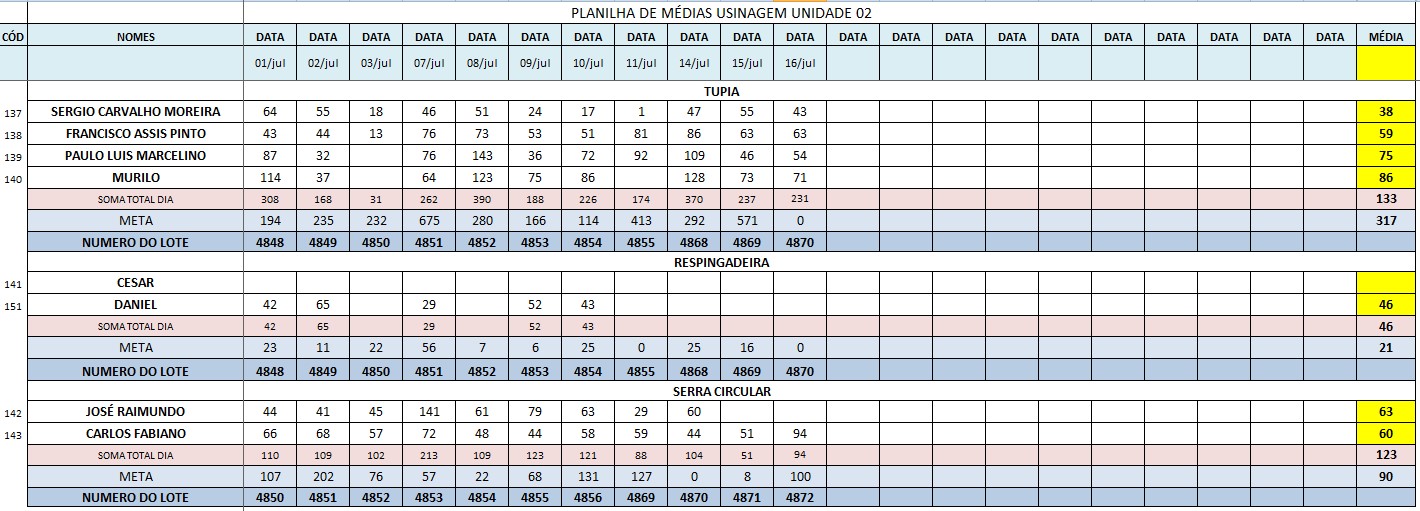 PLANILHA DE MÉDIAS USINAGEM UNIDADE 02
CÓD NOMES DATA DATA DATA DATA DATA DATA DATA DATA DATA DATA DATA DATA DATA DATA DATA DATA DATA DATA DATA DATA DATA MÉDIA
01/jul 02/jul 03/jul 07/jul 08/jul 09/jul 10/jul 11/jul 14/jul 15/jul 16/jul
TUPIA
137 SERGIO CARVALHO MOREIRA 64 55 18 46 51 24 17 1 47 55 43 38
138 FRANCISCO ASSIS PINTO 43 44 13 76 73 53 51 81 86 63 63 59
139 PAULO LUIS MARCELINO 87 32 76 143 36 72 92 109 46 54 75
140 MURILO 114 37 64 123 75 86 128 73 71 86
SOMA TOTAL DIA 308 168 31 262 390 188 226 174 370 237 231 133
META 194 235 232 675 280 166 114 413 292 571 0 317
NUMERO DO LOTE 4848 4849 4850 4851 4852 4853 4854 4855 4868 4869 4870
RESPINGADEIRA
141 CESAR
151 DANIEL 42 65 29 52 43 46
SOMA TOTAL DIA 42 65 29 52 43 46
META 23 11 22 56 7 6 25 0 25 16 0 21
NUMERO DO LOTE 4848 4849 4850 4851 4852 4853 4854 4855 4868 4869 4870
SERRA CIRCULAR
142 JOSÉ RAIMUNDO 44 41 45 141 61 79 63 29 60 63
143 CARLOS FABIANO 66 68 57 72 48 44 58 59 44 51 94 60
SOMA TOTAL DIA 110 109 102 213 109 123 121 88 104 51 94 123
META 107 202 76 57 22 68 131 127 0 8 100 90
NUMERO DO LOTE 4850 4851 4852 4853 4854 4855 4856 4869 4870 4871 4872